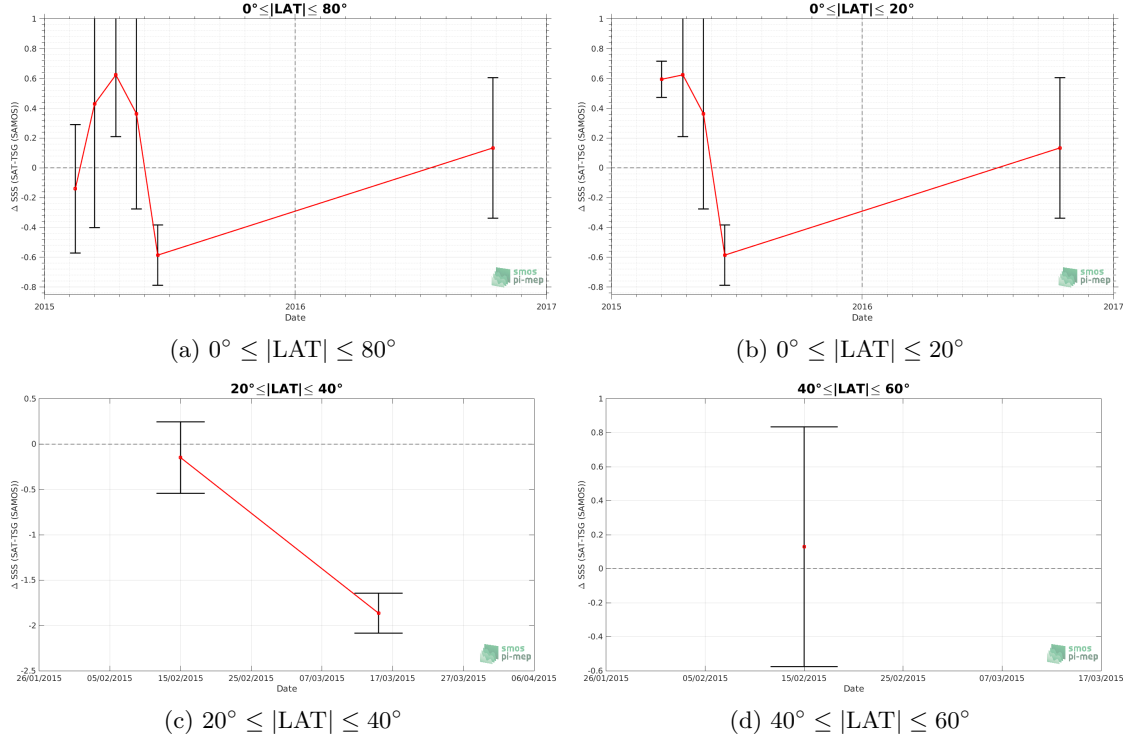 0°≤|LAT|≤ 80°
1
0.8
0.6
0.4
0.2
0
-0.2
-0.4
-0.6
-0.8
Δ SSS (SAT-TSG (SAMOS))
2015
2016
2017
Date
smos
pi-mep
(a) 0° ≤ |LAT| ≤ 80°
0°≤|LAT|≤ 20°
1
0.8
0.6
0.4
0.2
0
-0.2
-0.4
-0.6
-0.8
Δ SSS (SAT-TSG (SAMOS))
2015
2016
2017
Date
smos
pi-mep
(b) 0° ≤ |LAT| ≤ 20°
20°≤|LAT|≤ 40°
0.5
0
-0.5
-1
-1.5
-2
-2.5
Δ SSS (SAT-TSG (SAMOS))
26/01/2015
05/02/2015
15/02/2015
25/02/2015
07/03/2015
17/03/2015
27/03/2015
06/04/2015
Date
smos
pi-mep
(c) 20° ≤ |LAT| ≤ 40°
40°≤|LAT|≤ 60°
1
0.8
0.6
0.4
0.2
0
-0.2
-0.4
-0.6
Δ SSS (SAT-TSG (SAMOS))
26/01/2015
05/02/2015
15/02/2015
25/02/2015
07/03/2015
17/03/2015
Date
smos
pi-mep
(d) 40° ≤ |LAT| ≤ 60°